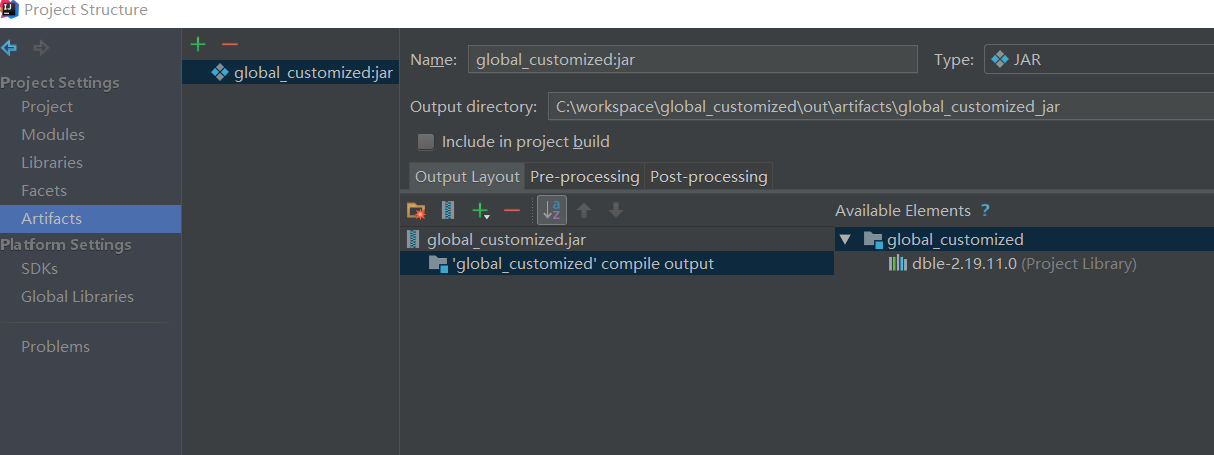 Project Structure
Project Settings
Project
Modules
Libraries
Facets
Artifacts
Platform Settings
SDKs
Global Libraries
Problems
global_customized:jar
Name: global_customized:jar Type: JAR
Output directory: C:\workspace\global_customized\out\artifacts\global_customized_jar
Include in project build
Output Layout Pre-processing Post-processing
Available Elements ?
global_customized.jar
'global_customized' compile output
global_customized
dble-2.19.11.0 (Project Library)